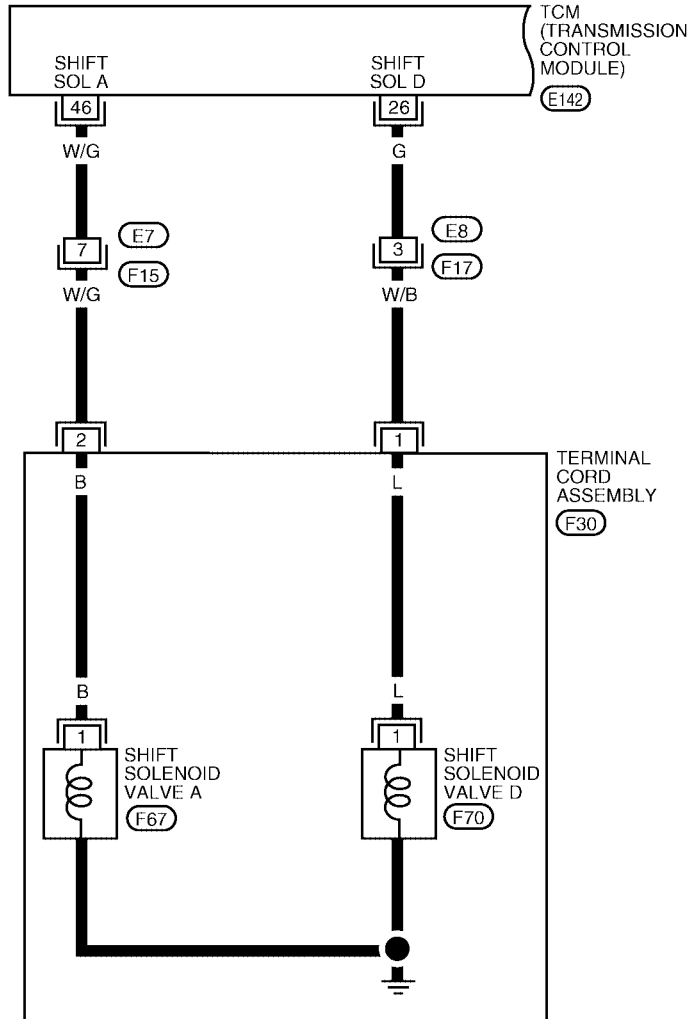 TCM
(TRANSMISSION
CONTROL
MODULE)
E142
SHIFT
SOL A
SHIFT
SOL D
46
26
W/G
G
7
E7
F15
3
E8
F17
W/G
W/B
2
1
TERMINAL
CORD
ASSEMBLY
F30
B
L
B
L
1
SHIFT
SOLENOID
VALVE A
F67
1
SHIFT
SOLENOID
VALVE D
F70